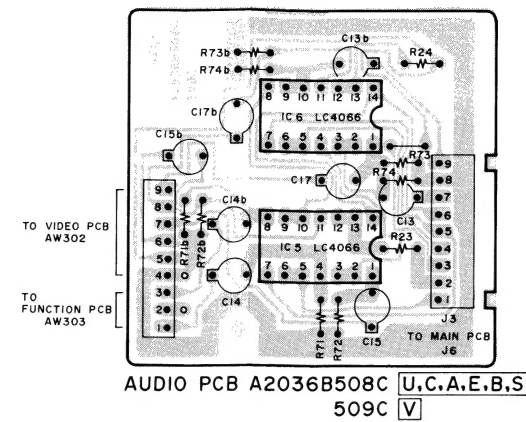 C13b
R73b
R24
R74b
8 9 10 11 12 13 14
C17b
IC6 LC4066
7 6 5 4 3 2 1
C15b
R73
R74
C17
C13
9
8
7
6
5
4
3
2
1
9
8
7
6
5
4
3
2
1
C14b
8 9 10 11 12 13 14
TO VIDEO PCB
AW302
R71b
R72b
IC5 LC4066
R23
7 6 5 4 3 2 1
TO
FUNCTION PCB
AW303
C14
R71
R72
C15
J3
TO MAIN PCB
J6
AUDIO PCB A2036B508C U,C,A,E,B,S
509C V